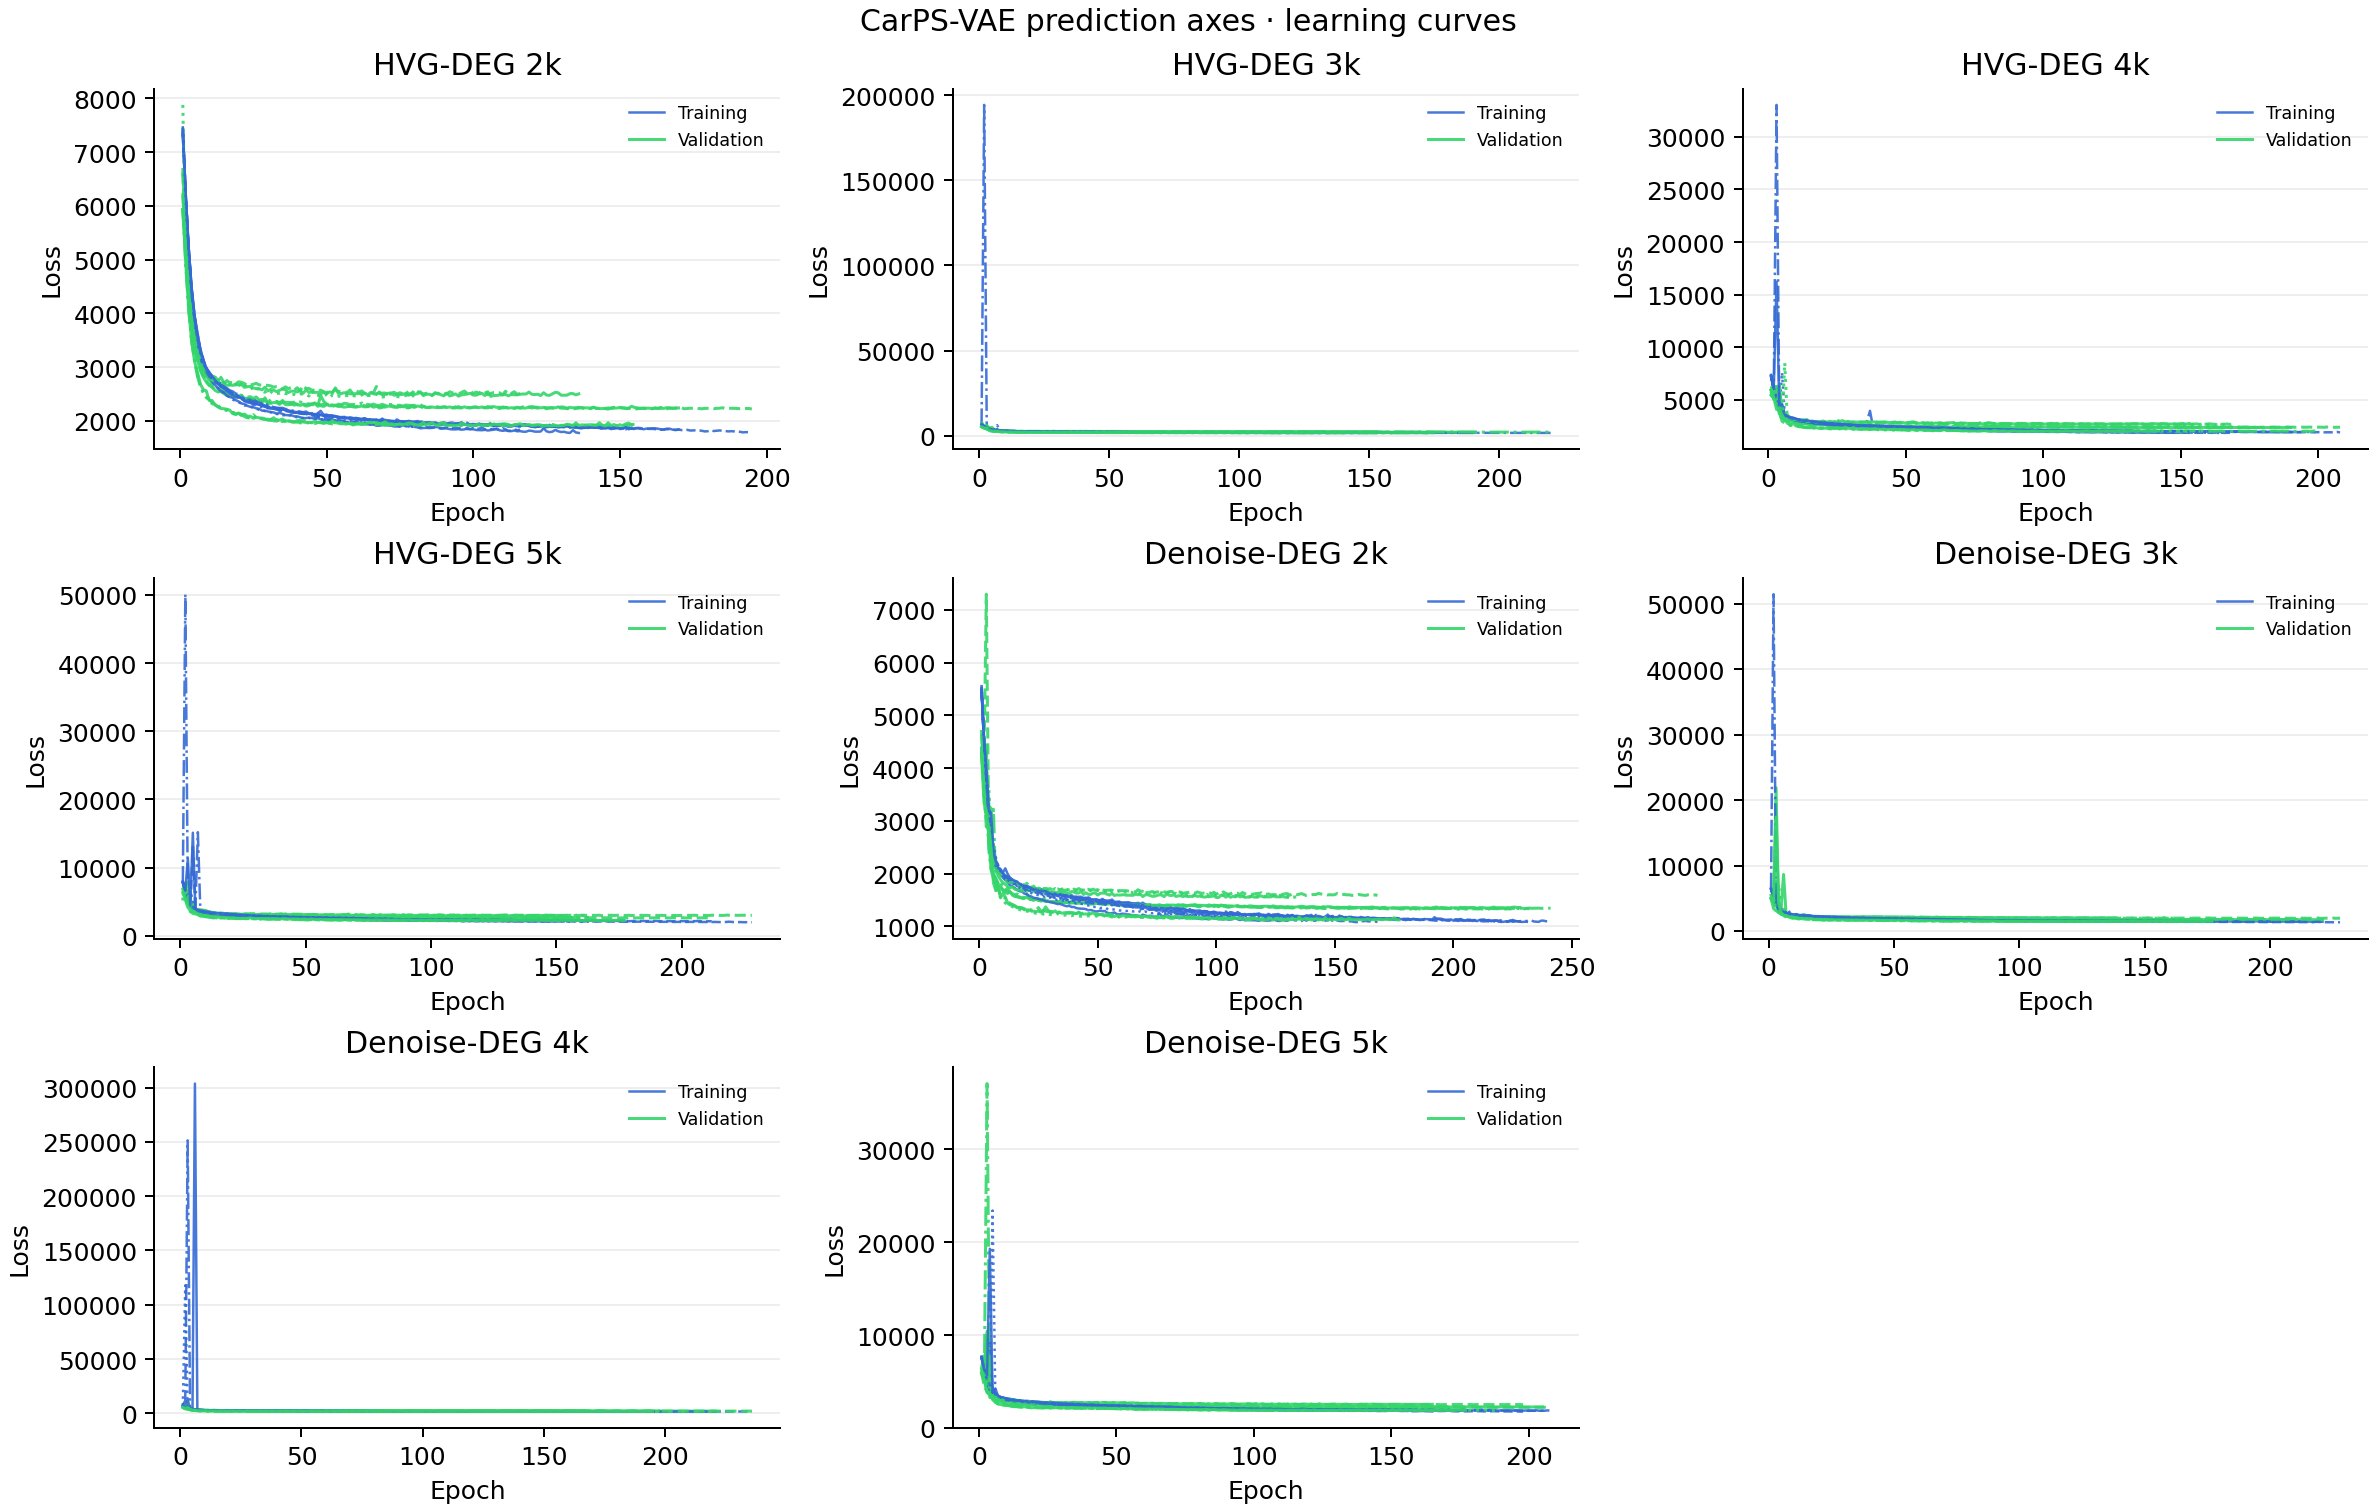 CarPS-VAE prediction axes · learning curves
HVG-DEG 2k
8000
7000
6000
5000
4000
3000
2000
Loss
0 50 100 150 200
Epoch
Training
Validation
HVG-DEG 3k
200000
150000
100000
50000
0
Loss
0 50 100 150 200
Epoch
Training
Validation
HVG-DEG 4k
30000
25000
20000
15000
10000
5000
Loss
0 50 100 150 200
Epoch
Training
Validation
HVG-DEG 5k
50000
40000
30000
20000
10000
0
Loss
0 50 100 150 200
Epoch
Training
Validation
Denoise-DEG 2k
7000
6000
5000
4000
3000
2000
1000
Loss
0 50 100 150 200 250
Epoch
Training
Validation
Denoise-DEG 3k
50000
40000
30000
20000
10000
0
Loss
0 50 100 150 200
Epoch
Training
Validation
Denoise-DEG 4k
300000
250000
200000
150000
100000
50000
0
Loss
0 50 100 150 200
Epoch
Training
Validation
Denoise-DEG 5k
30000
20000
10000
0
Loss
0 50 100 150 200
Epoch
Training
Validation